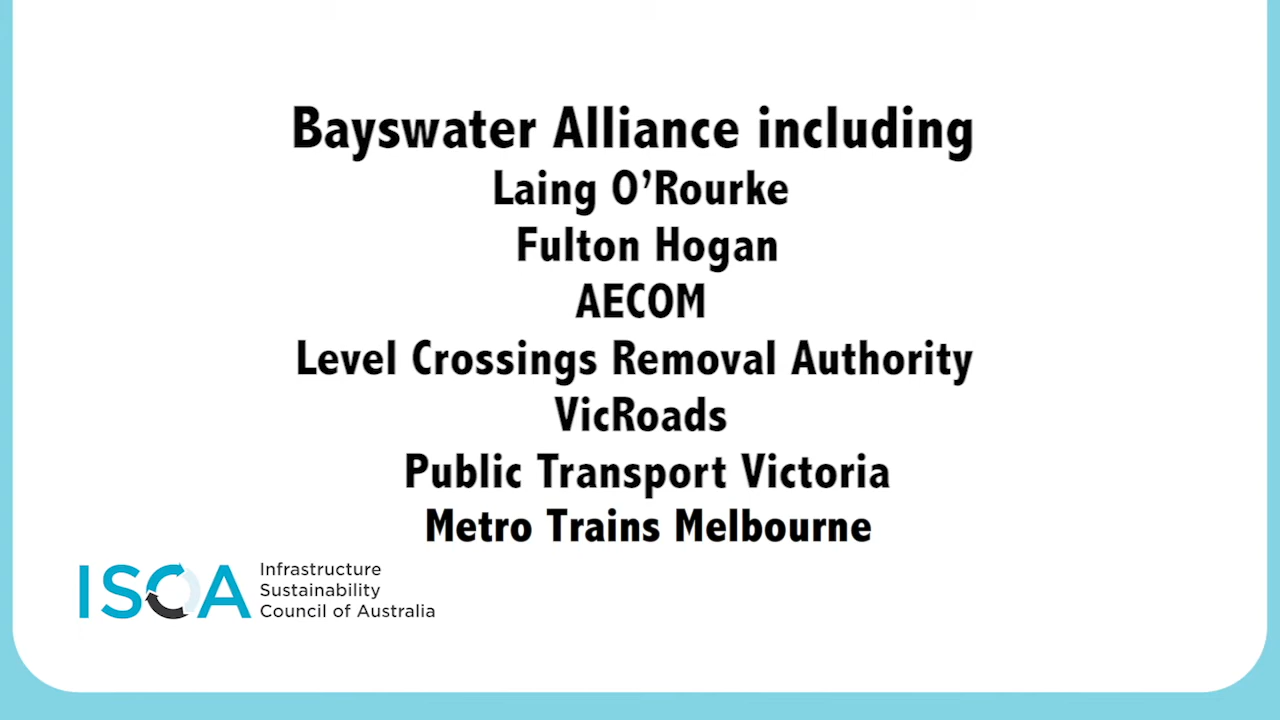 Bayswater Alliance including
Laing O’Rourke
Fulton Hogan
AECOM
Level Crossings Removal Authority
VicRoads
Public Transport Victoria
Metro Trains Melbourne
ISCA
Infrastructure
Sustainability
Council of Australia